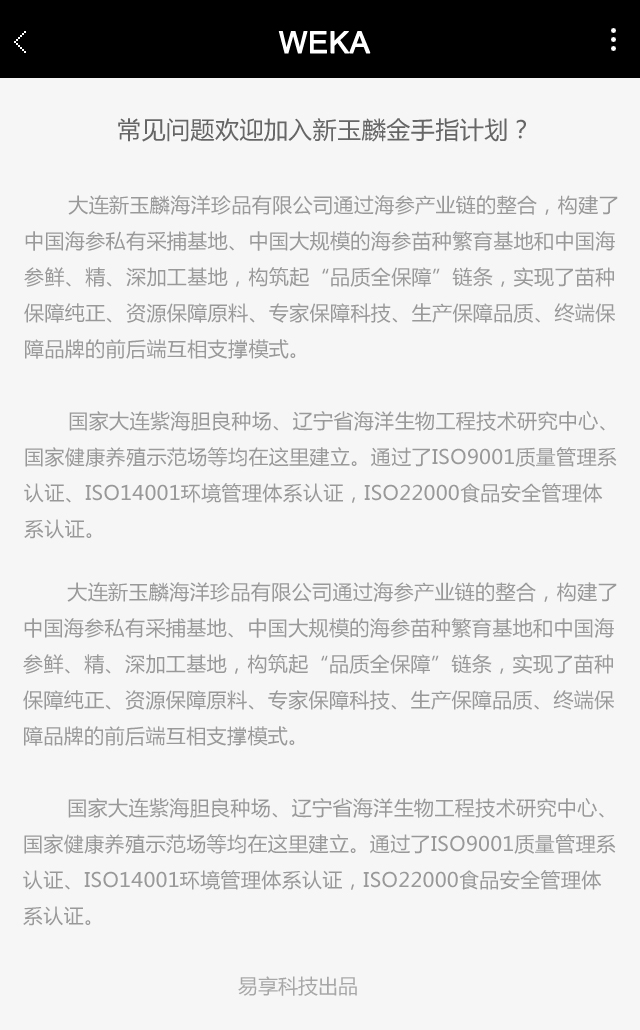 WEKA
常见问题欢迎加入新玉麟金手指计划？
大连新玉麟海洋珍品有限公司通过海参产业链的整合，构建了
中国海参私有采捕基地、中国大规模的海参苗种繁育基地和中国海
参鲜、精、深加工基地，构筑起“品质全保障”链条，实现了苗种
保障纯正、资源保障原料、专家保障科技、生产保障品质、终端保
障品牌的前后端互相支撑模式。
国家大连紫海胆良种场、辽宁省海洋生物工程技术研究中心、
国家健康养殖示范场等均在这里建立。通过了ISO9001质量管理系
认证、ISO14001环境管理体系认证，ISO22000食品安全管理体
系认证。
大连新玉麟海洋珍品有限公司通过海参产业链的整合，构建了
中国海参私有采捕基地、中国大规模的海参苗种繁育基地和中国海
参鲜、精、深加工基地，构筑起“品质全保障”链条，实现了苗种
保障纯正、资源保障原料、专家保障科技、生产保障品质、终端保
障品牌的前后端互相支撑模式。
国家大连紫海胆良种场、辽宁省海洋生物工程技术研究中心、
国家健康养殖示范场等均在这里建立。通过了ISO9001质量管理系
认证、ISO14001环境管理体系认证，ISO22000食品安全管理体
系认证。
易享科技出品